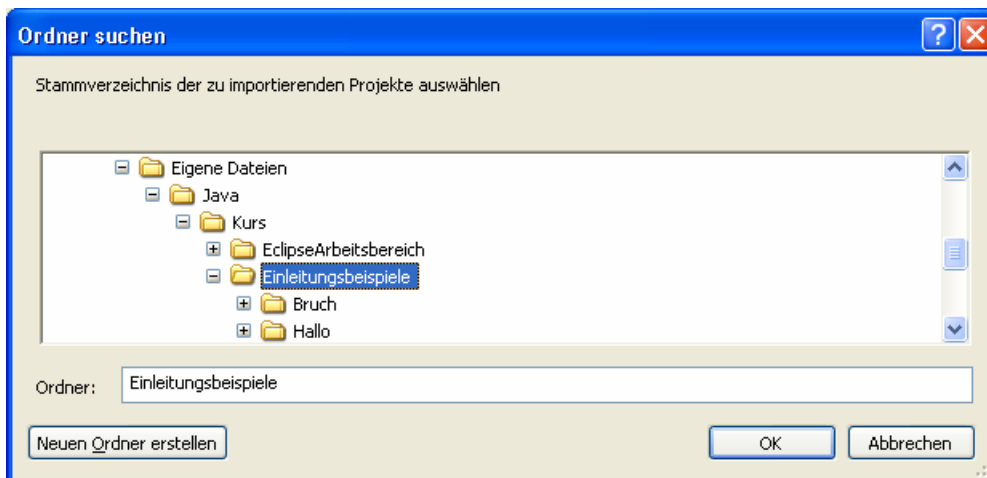 Ordner suchen
Stammverzeichnis der zu importierenden Projekte auswählen
Eigene Dateien
Java
Kurs
EclipseArbeitsbereich
Einleitungsbeispiele
Bruch
Hallo
Ordner: Einleitungsbeispiele
Neuen Ordner erstellen OK Abbrechen